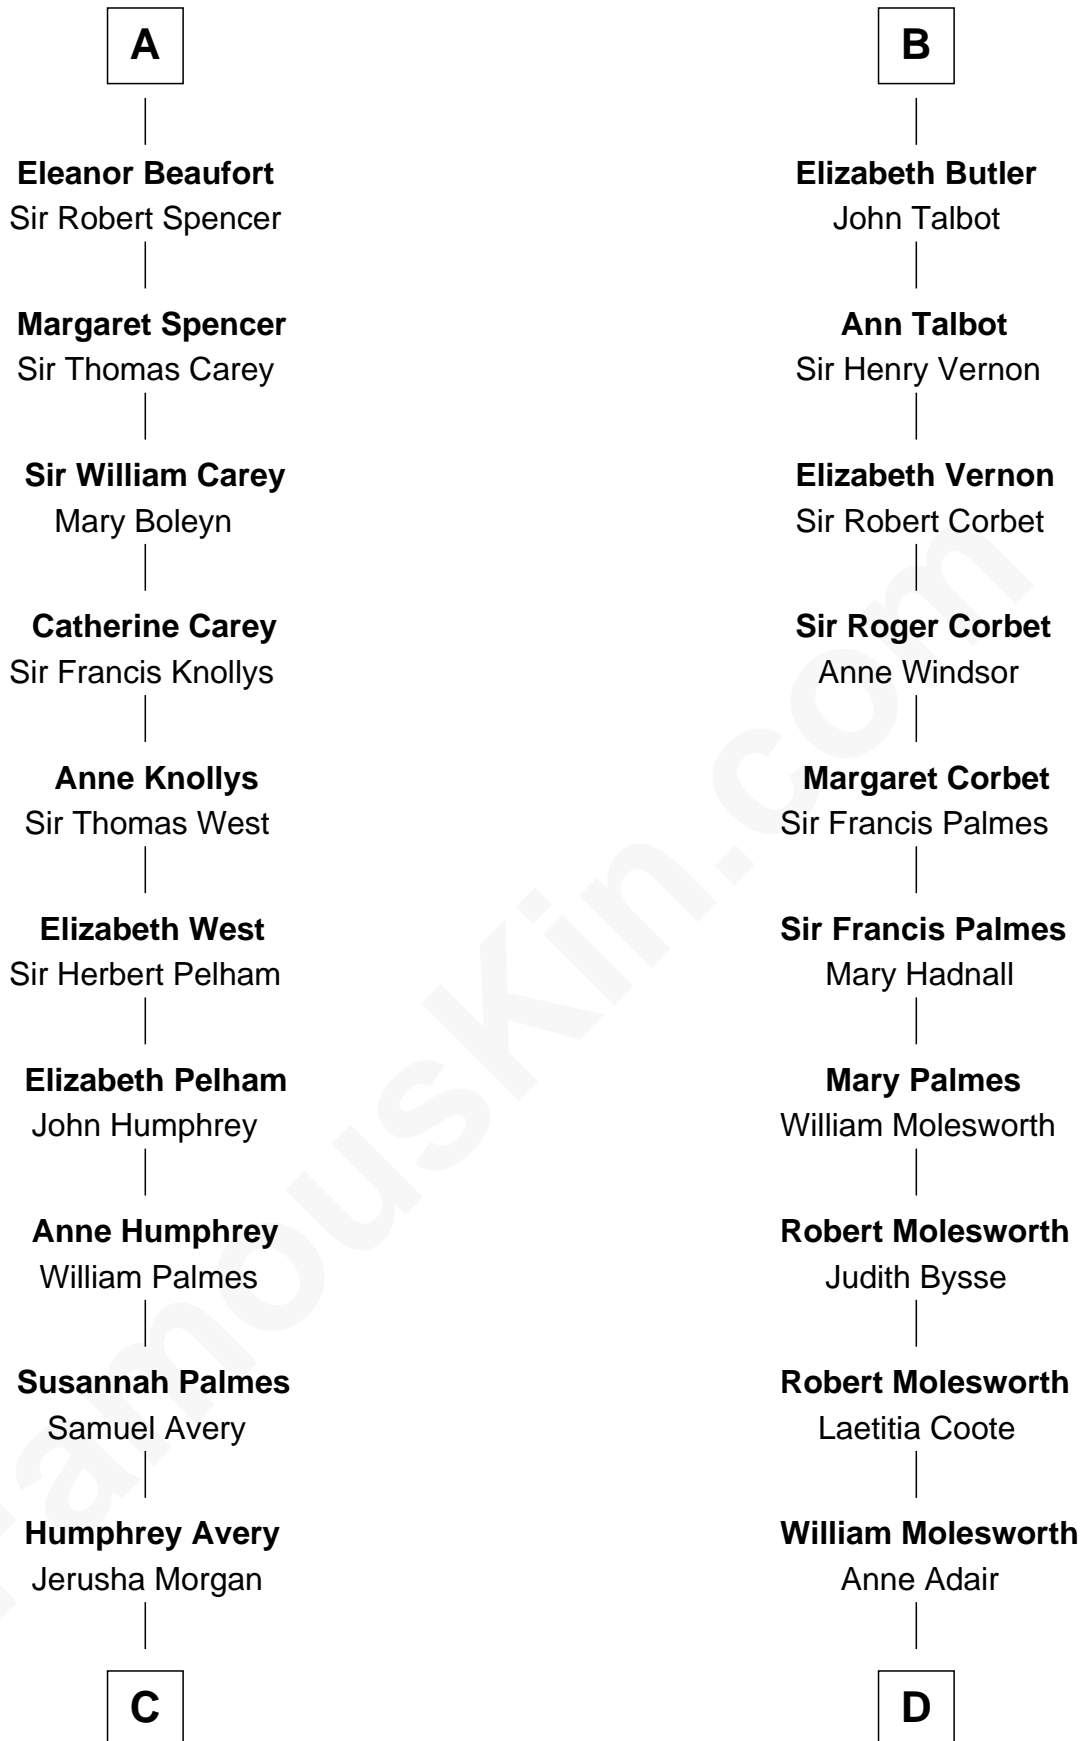 A
Eleanor Beaufort
Sir Robert Spencer
Margaret Spencer
Sir Thomas Carey
Sir William Carey
Mary Boleyn
Catherine Carey
Sir Francis Knollys
Anne Knollys
Sir Thomas West
Elizabeth West
Sir Herbert Pelham
Elizabeth Pelham
John Humphrey
Anne Humphrey
William Palmes
Susannah Palmes
Samuel Avery
Humphrey Avery
Jerusha Morgan
C
B
Elizabeth Butler
John Talbot
Ann Talbot
Sir Henry Vernon
Elizabeth Vernon
Sir Robert Corbet
Sir Roger Corbet
Anne Windsor
Margaret Corbet
Sir Francis Palmes
Sir Francis Palmes
Mary Hadnall
Mary Palmes
William Molesworth
Robert Molesworth
Judith Bysse
Robert Molesworth
Laetitia Coote
William Molesworth
Anne Adair
D
FamousKin.com